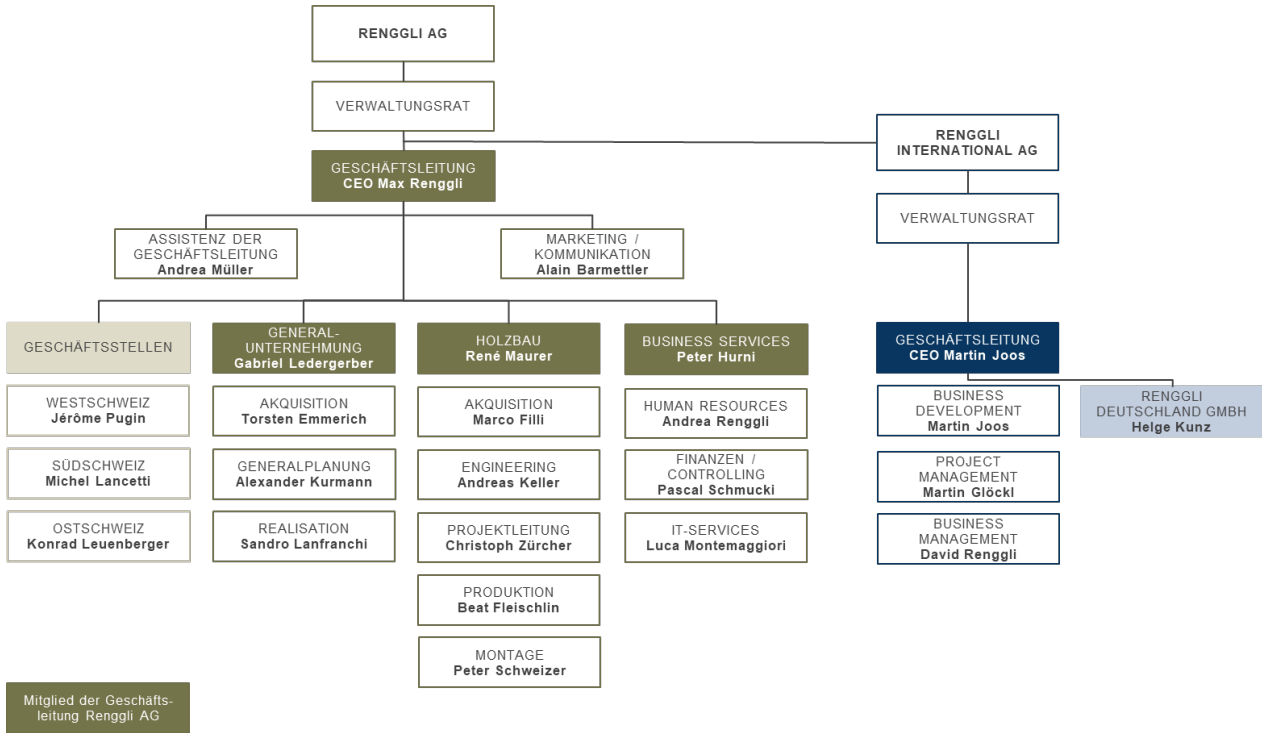 RENGGLI AG
VERWALTUNGSRAT
GESCHÄFTSLEITUNG
CEO Max Renggli
RENGGLI
INTERNATIONAL AG
VERWALTUNGSRAT
ASSISTENZ DER
GESCHÄFTSLEITUNG
Andrea Müller
MARKETING /
KOMMUNIKATION
Alain Barmettler
GESCHÄFTSSTELLEN
WESTSCHWEIZ
Jérôme Pugin
SÜDSCHWEIZ
Michel Lancetti
OSTSCHWEIZ
Konrad Leuenberger
GENERAL-
UNTERNEHMUNG
Gabriel Ledergerber
AKQUISITION
Torsten Emmerich
GENERALPLANUNG
Alexander Kurmann
REALISATION
Sandro Lanfranchi
HOLZBAU
René Maurer
AKQUISITION
Marco Filli
ENGINEERING
Andreas Keller
PROJEKTLEITUNG
Christoph Zürcher
PRODUKTION
Beat Fleischlin
MONTAGE
Peter Schweizer
BUSINESS SERVICES
Peter Hurni
HUMAN RESOURCES
Andrea Renggli
FINANZEN /
CONTROLLING
Pascal Schmucki
IT-SERVICES
Luca Montemaggiori
GESCHÄFTSLEITUNG
CEO Martin Joos
BUSINESS
DEVELOPMENT
Martin Joos
PROJECT
MANAGEMENT
Martin Glöckl
BUSINESS
MANAGEMENT
David Renggli
RENGGLI
DEUTSCHLAND GMBH
Helge Kunz
Mitglied der Geschäfts-
leitung Renggli AG